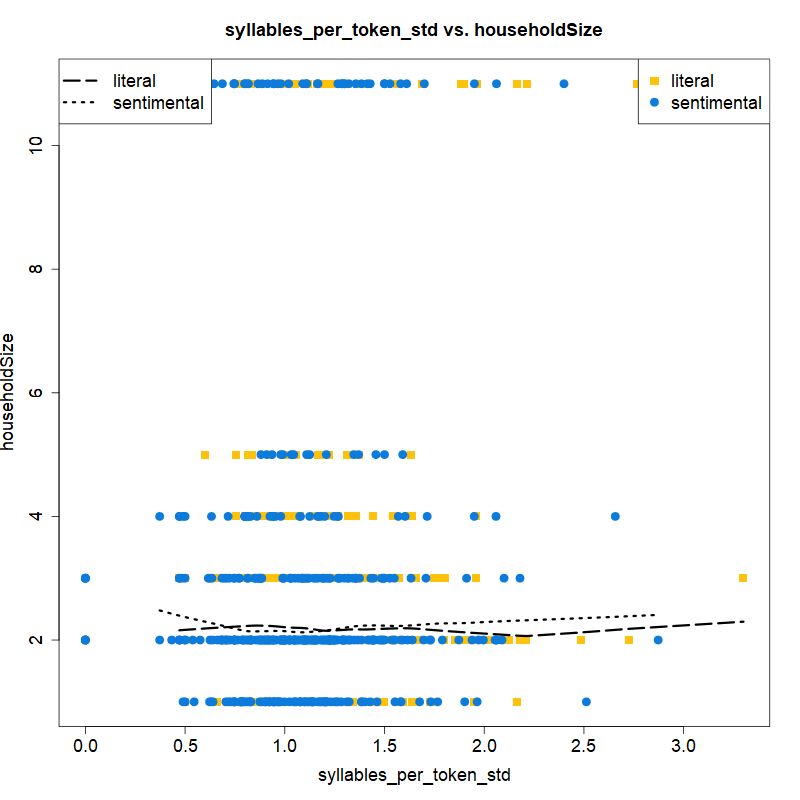 syllables_per_token_std vs. householdSize
literal
sentimental
literal
sentimental
householdSize
10
8
6
4
2
0.0 0.5 1.0 1.5 2.0 2.5 3.0
syllables_per_token_std